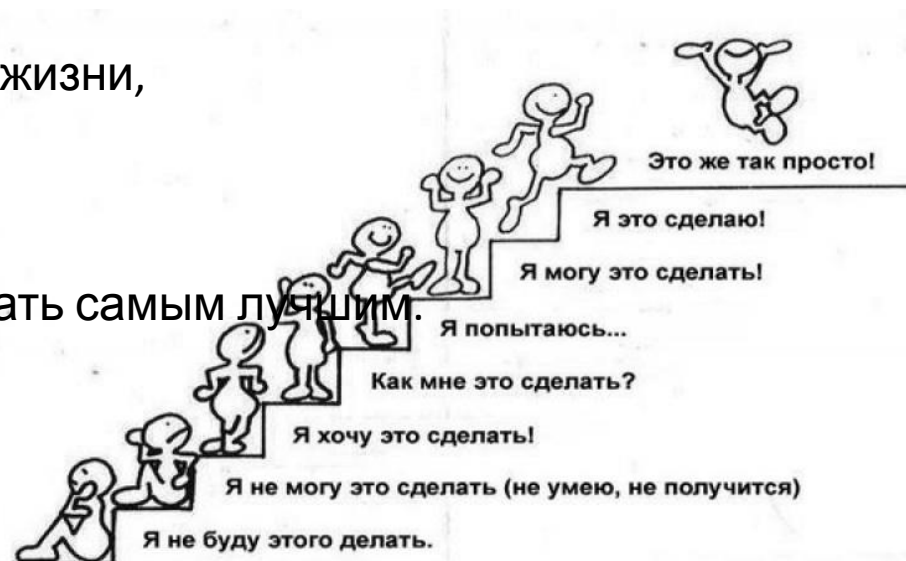 жизни,
Это же так просто!
Я это сделаю!
Я могу это сделать!
ать самым лучшим.
Я попытаюсь...
Как мне это сделать?
Я хочу это сделать!
Я не могу это сделать (не умею, не получится)
Я не буду этого делать.